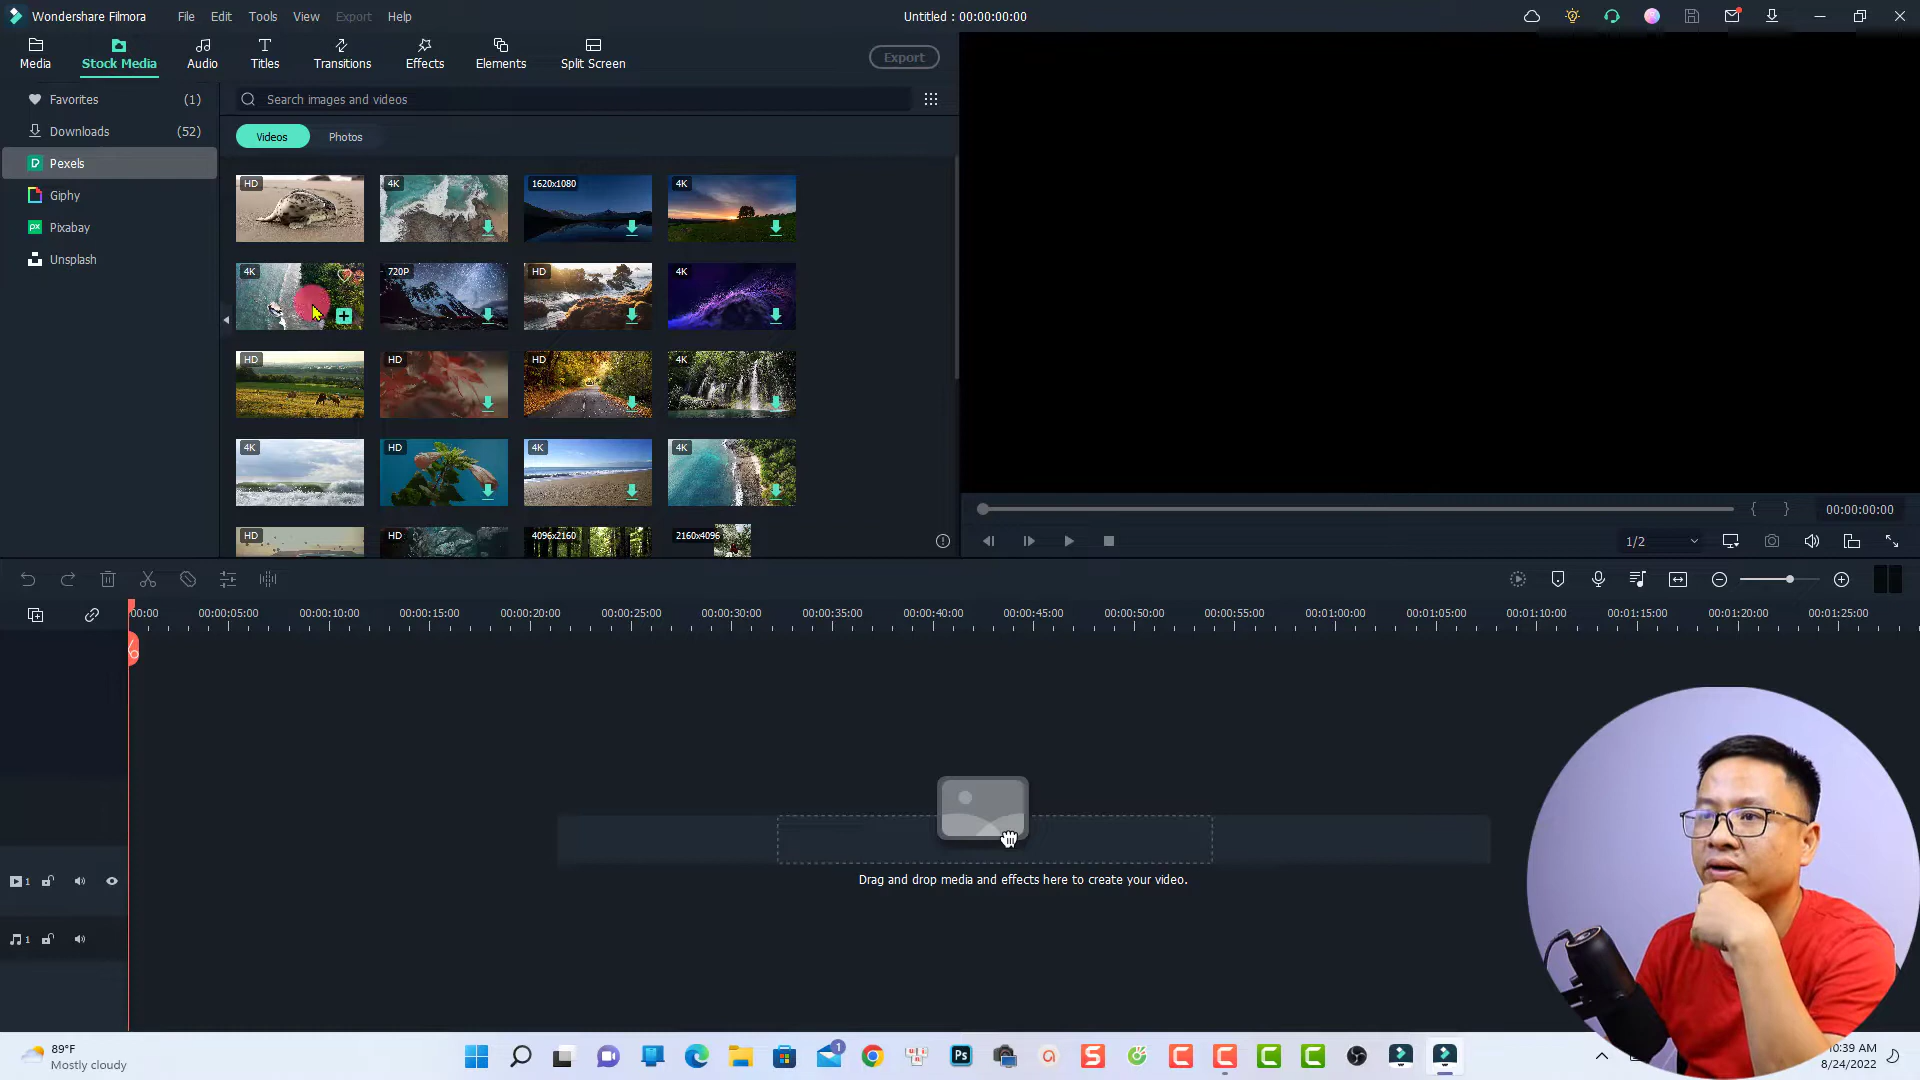 Wondershare Filmora File Edit Tools View Export Help
Untitled : 00:00:00:00
Media Stock Media Audio Titles Transitions Effects Elements Split Screen
Export
Favorites (1)
Downloads (52)
Pexels
Giphy
Pixabay
Unsplash
Search images and videos
Videos Photos
HD 4K 1620x1080 4K
4K 720P HD 4K
HD HD HD 4K
4K HD 4K 4K
HD HD 4096x2160 2160x4096
00:00:00:00
1/2
00:00 00:00:05:00 00:00:10:00 00:00:15:00 00:00:20:00 00:00:25:00 00:00:30:00 00:00:35:00 00:00:40:00 00:00:45:00 00:00:50:00 00:00:55:00 00:01:00:00 00:01:05:00 00:01:10:00 00:01:15:00 00:01:20:00 00:01:25:00
Drag and drop media and effects here to create your video.
1
1
89°F
Mostly cloudy
1
Ps
10:39 AM
8/24/2022